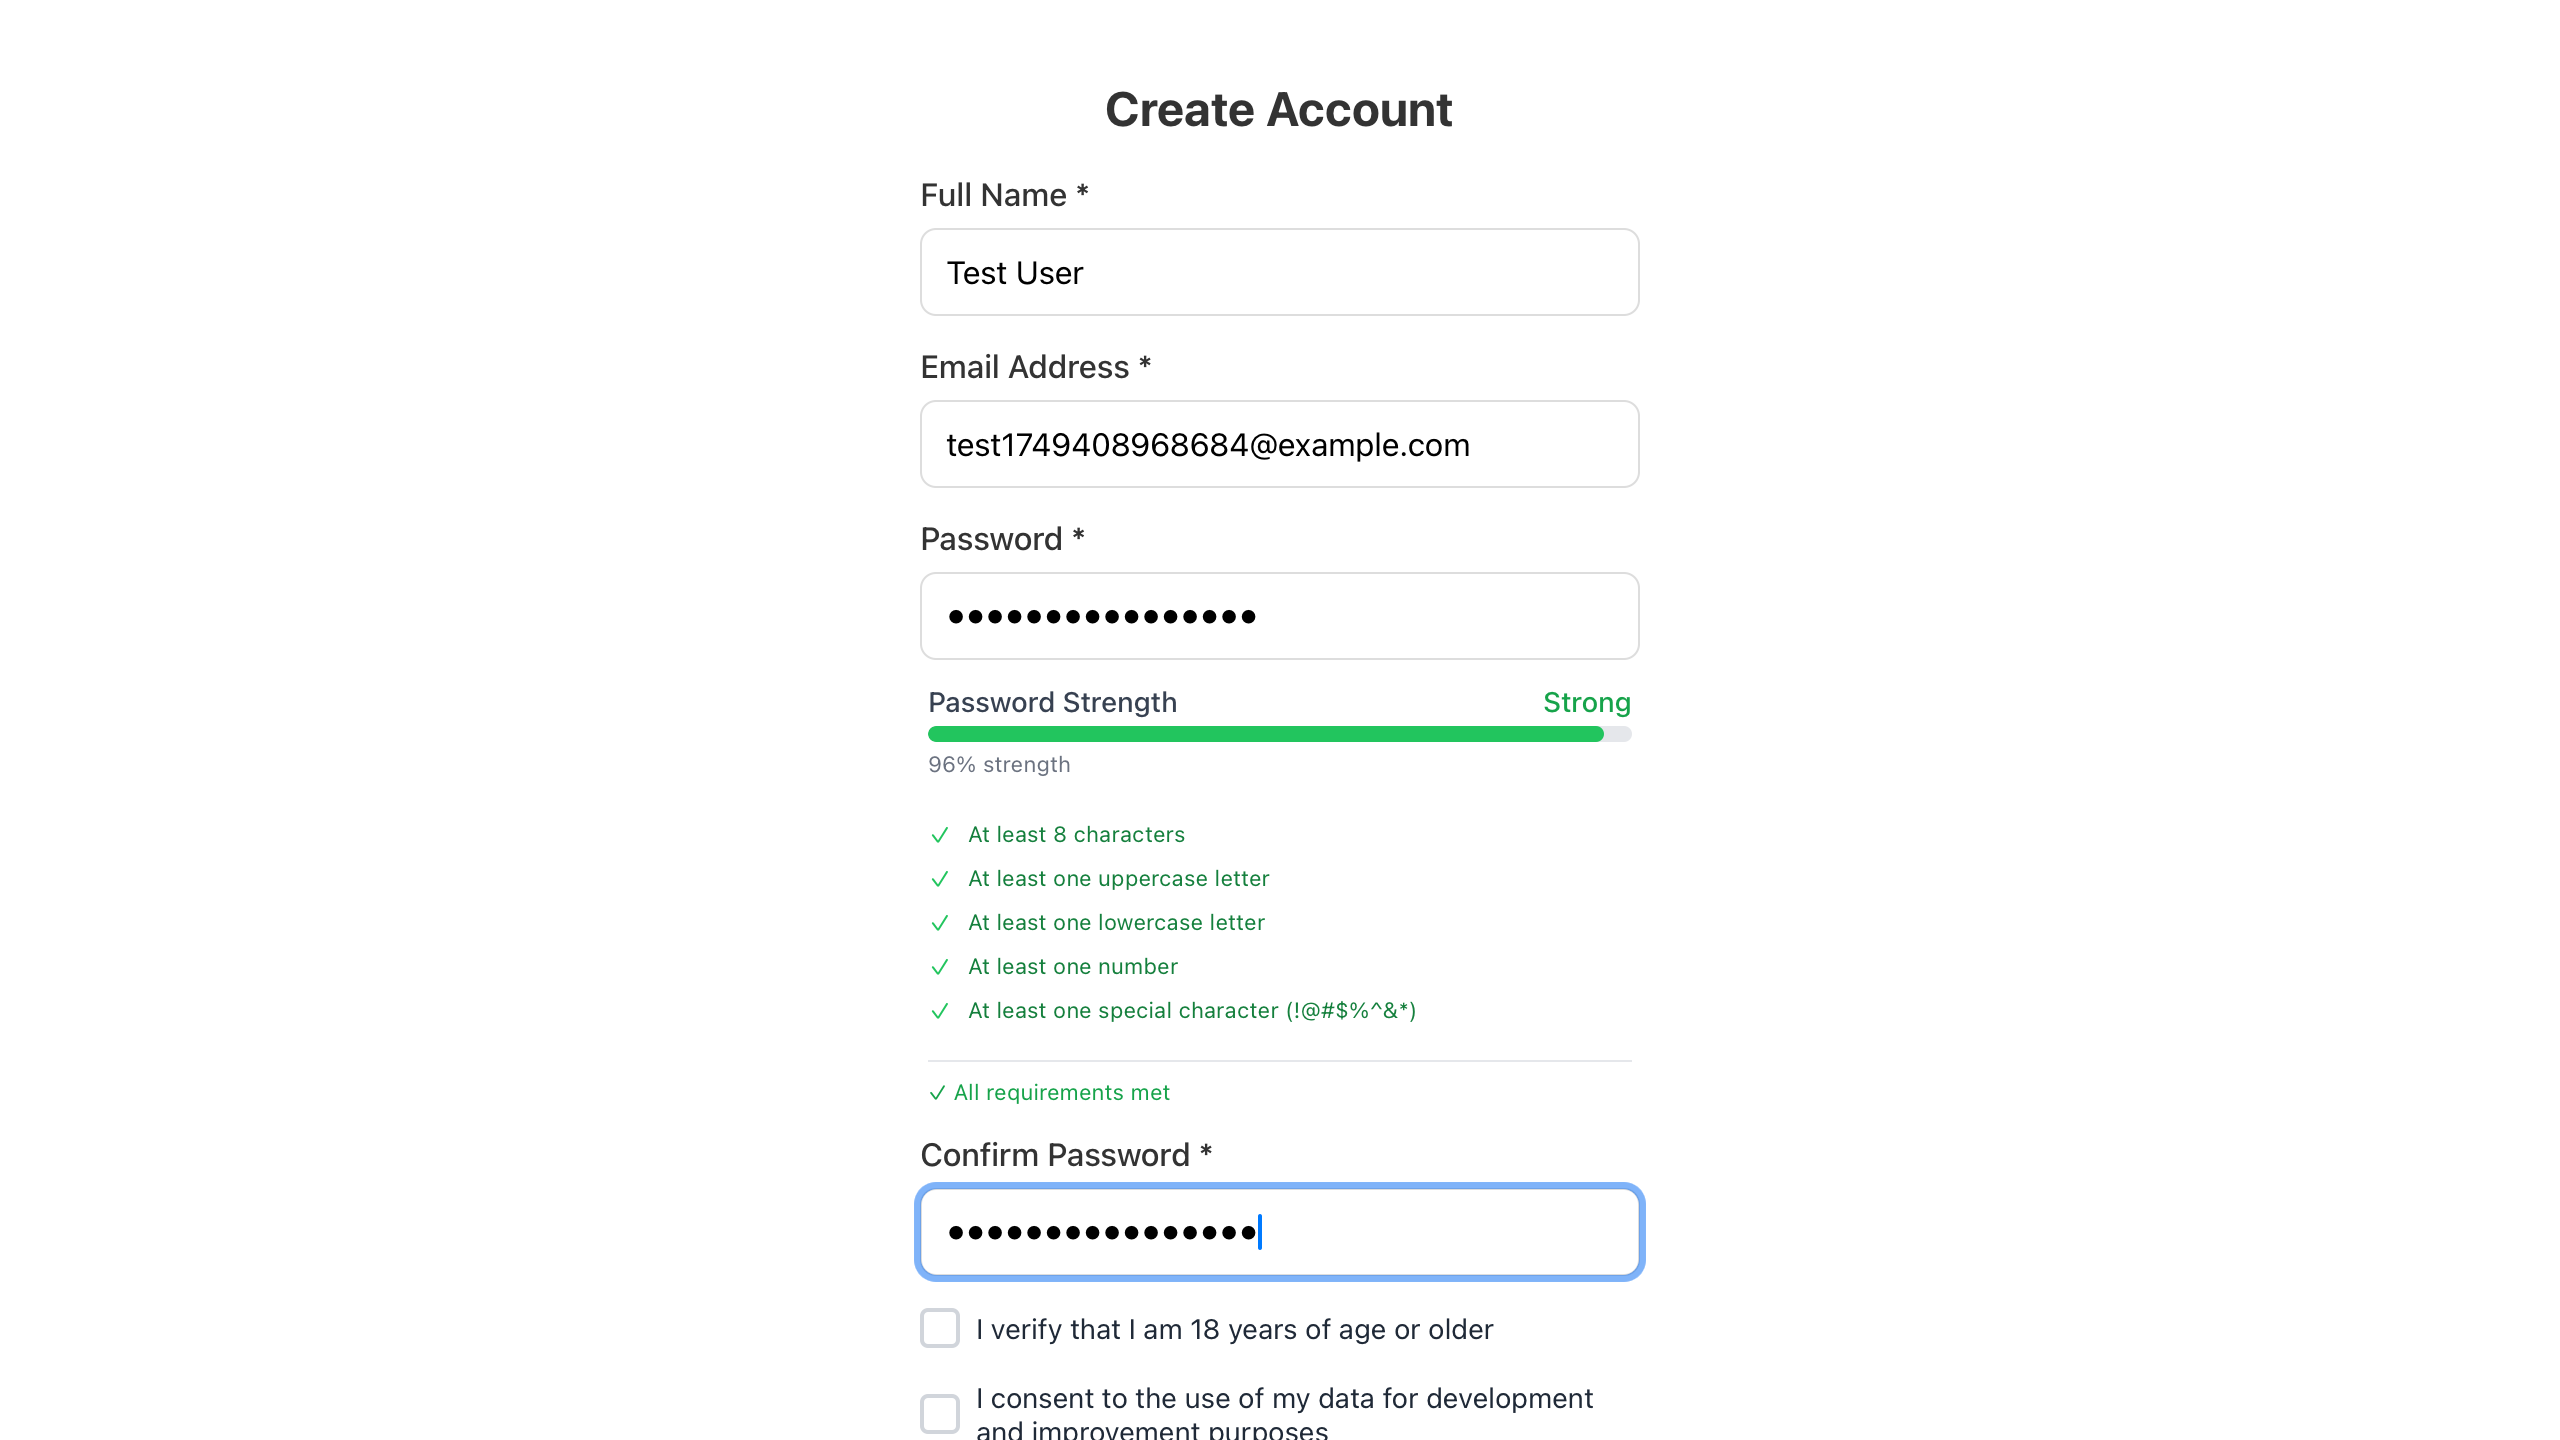 Create Account
Full Name *
Test User
Email Address *
test1749408968684@example.com
Password *
••••••••••••••••
Password Strength Strong
96% strength
✓ At least 8 characters
✓ At least one uppercase letter
✓ At least one lowercase letter
✓ At least one number
✓ At least one special character (!@#$%^&*)
✓ All requirements met
Confirm Password *
••••••••••••••••
I verify that I am 18 years of age or older
I consent to the use of my data for development
and improvement purposes